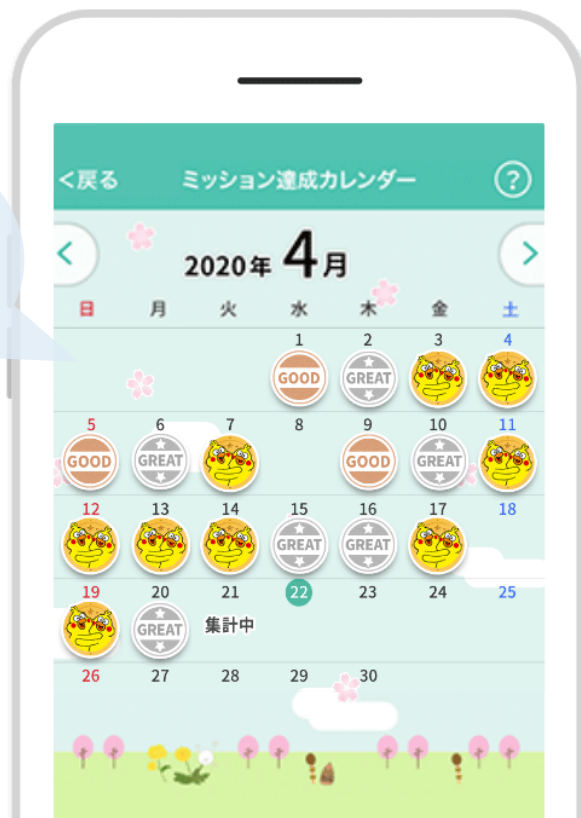 <戻る ミッション達成カレンダー ?
< 2020年 4月 >
日 月 火 水 木 金 土
1 2 3 4
GOOD GREAT
5 6 7 8 9 10 11
GOOD GREAT GOOD GREAT
12 13 14 15 16 17 18
GREAT GREAT
19 20 21 22 23 24 25
GREAT 集計中
26 27 28 29 30